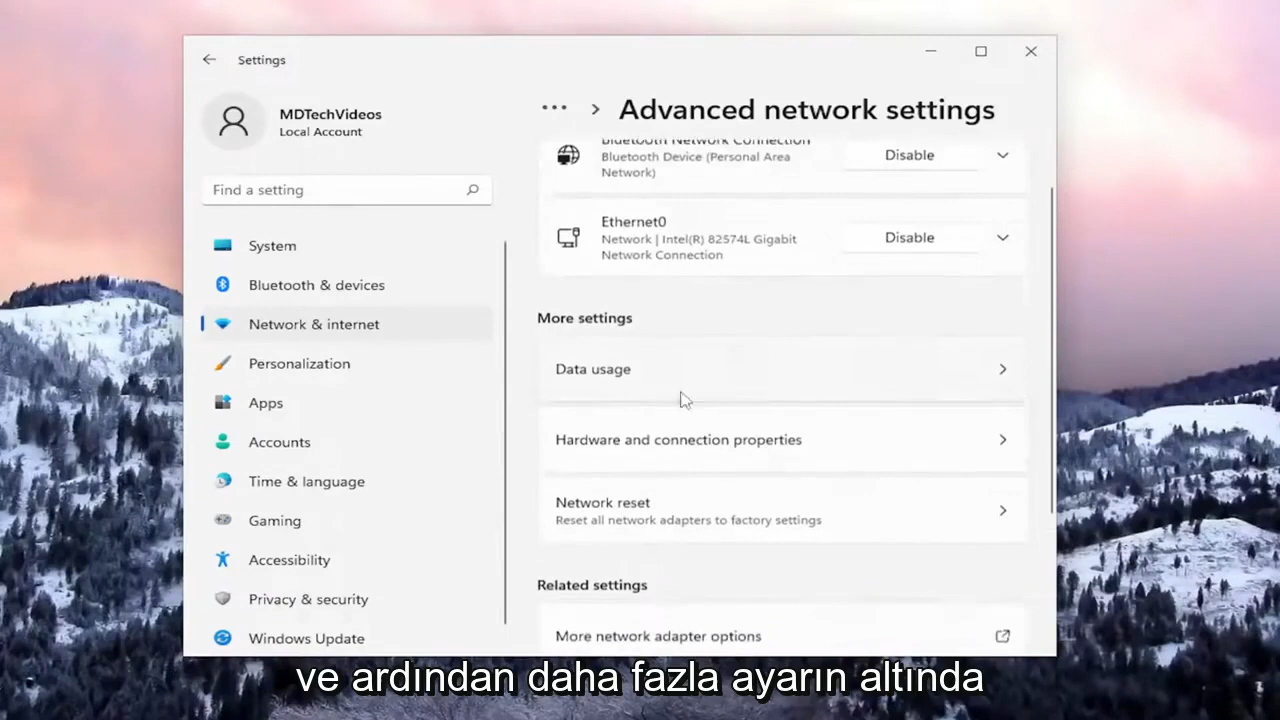 Settings
MDTechVideos
Local Account
Find a setting
System
Bluetooth & devices
Network & internet
Personalization
Apps
Accounts
Time & language
Gaming
Accessibility
Privacy & security
Windows Update
Advanced network settings
Bluetooth Network Connection
Bluetooth Device (Personal Area
Network)
Disable
Ethernet0
Network | Intel(R) 82574L Gigabit
Network Connection
Disable
More settings
Data usage
Hardware and connection properties
Network reset
Reset all network adapters to factory settings
Related settings
More network adapter options
ve ardından daha fazla ayarın altında